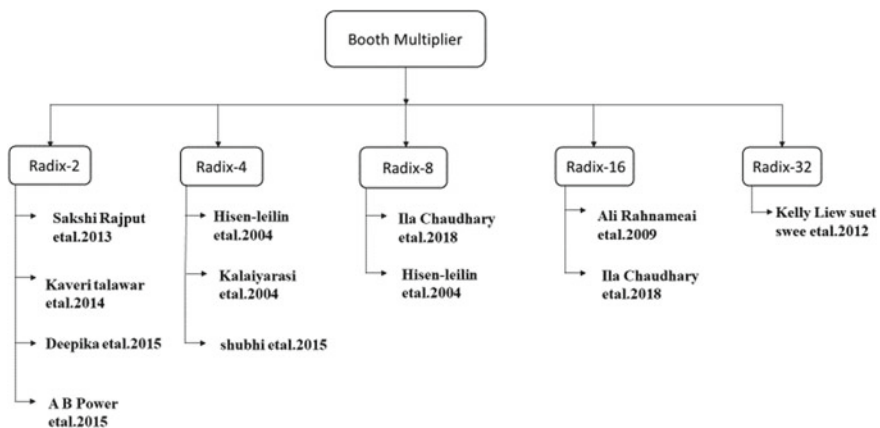 Booth Multiplier
Radix-2
Sakshi Rajput
etal.2013
Kaveri talawar
etal.2014
Deepika etal.2015
A B Power
etal.2015
Radix-4
Hisen-leilin
etal.2004
Kalaiyarasi
etal.2004
shubhi etal.2015
Radix-8
Ila Chaudhary
etal.2018
Hisen-leilin
etal.2004
Radix-16
Ali Rahnameai
etal.2009
Ila Chaudhary
etal.2018
Radix-32
Kelly Liew suet
swee etal.2012